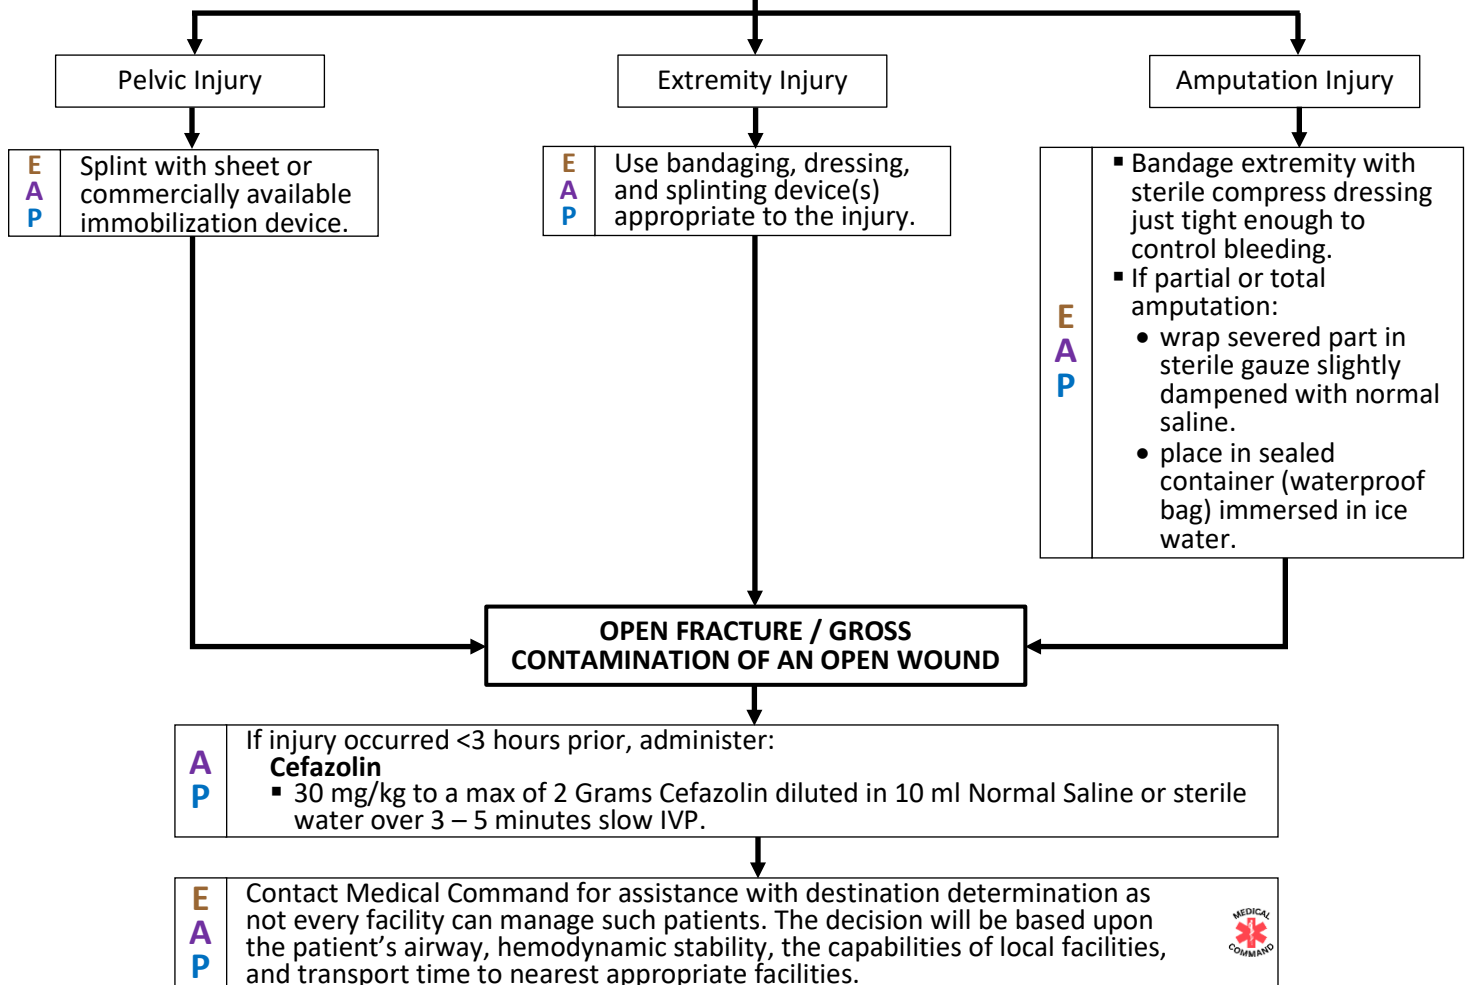 Pelvic Injury
Extremity Injury
Amputation Injury
E
A
P
Splint with sheet or
commercially available
immobilization device.
E
A
P
Use bandaging, dressing,
and splinting device(s)
appropriate to the injury.
E
A
P
▪ Bandage extremity with
sterile compress dressing
just tight enough to
control bleeding.
▪ If partial or total
amputation:
• wrap severed part in
sterile gauze slightly
dampened with normal
saline.
• place in sealed
container (waterproof
bag) immersed in ice
water.
OPEN FRACTURE / GROSS
CONTAMINATION OF AN OPEN WOUND
A
P
If injury occurred <3 hours prior, administer:
Cefazolin
▪ 30 mg/kg to a max of 2 Grams Cefazolin diluted in 10 ml Normal Saline or sterile
water over 3 – 5 minutes slow IVP.
E
A
P
Contact Medical Command for assistance with destination determination as
not every facility can manage such patients. The decision will be based upon
the patient’s airway, hemodynamic stability, the capabilities of local facilities,
and transport time to nearest appropriate facilities.
MEDICAL
COMMAND